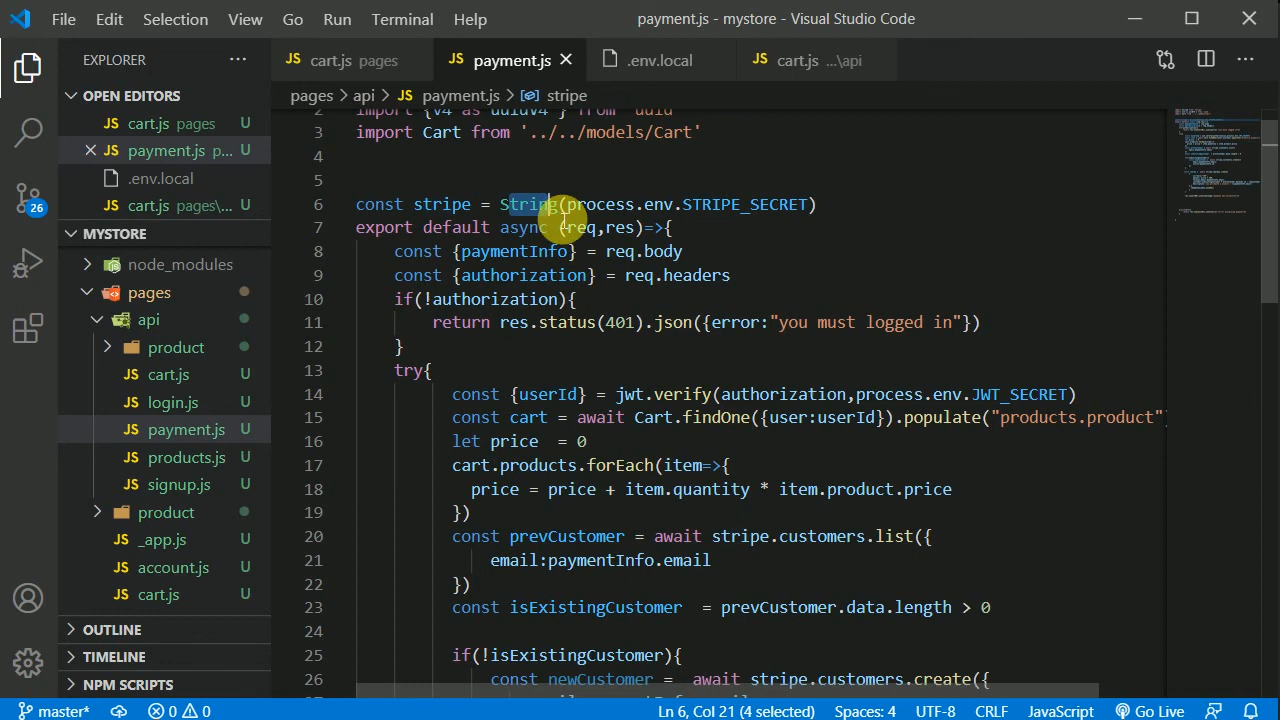 File Edit Selection View Go Run Terminal Help payment.js - mystore - Visual Studio Code
EXPLORER ···
JS cart.js pages JS payment.js .env.local JS cart.js ...\api ···
OPEN EDITORS
JS cart.js pages U
JS payment.js p... U
.env.local
JS cart.js pages... U
MYSTORE
node_modules
pages
api
product
JS cart.js U
JS login.js U
JS payment.js U
JS products.js U
JS signup.js U
product
JS _app.js U
JS account.js U
JS cart.js U
OUTLINE
TIMELINE
NPM SCRIPTS
26
pages > api > JS payment.js > stripe
2 import {v4 as uuidv4 } from 'uuid'
3 import Cart from '../../models/Cart'
4
5
6 const stripe = String(process.env.STRIPE_SECRET)
7 export default async (req,res)=>{
8 const {paymentInfo} = req.body
9 const {authorization} = req.headers
10 if(!authorization){
11 return res.status(401).json({error:"you must logged in"})
12 }
13 try{
14 const {userId} = jwt.verify(authorization,process.env.JWT_SECRET)
15 const cart = await Cart.findOne({user:userId}).populate("products.product")
16 let price = 0
17 cart.products.forEach(item=>{
18 price = price + item.quantity * item.product.price
19 })
20 const prevCustomer = await stripe.customers.list({
21 email:paymentInfo.email
22 })
23 const isExistingCustomer = prevCustomer.data.length > 0
24
25 if(!isExistingCustomer){
26 const newCustomer = await stripe.customers.create({
master* 0 0 Ln 6, Col 21 (4 selected) Spaces: 4 UTF-8 CRLF JavaScript Go Live